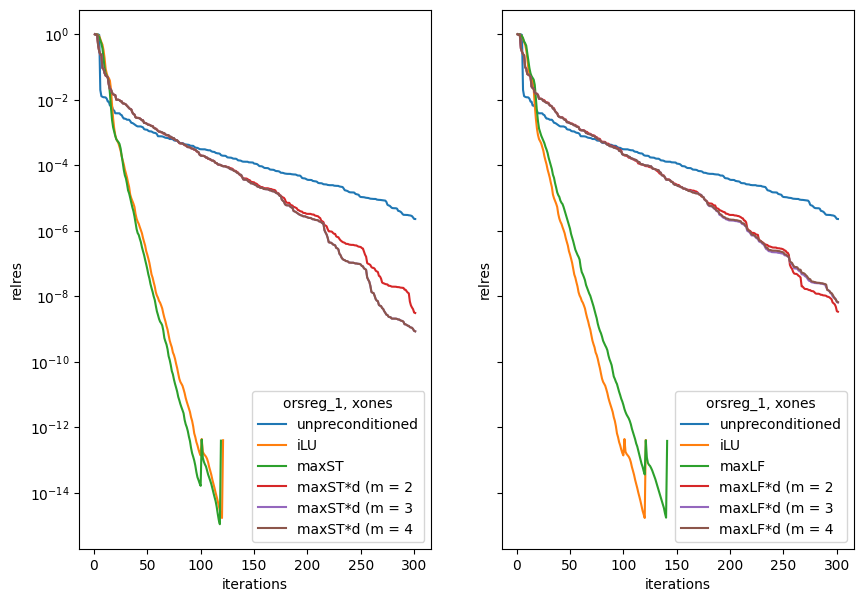 relres
10^0
10^-2
10^-4
10^-6
10^-8
10^-10
10^-12
10^-14
0 50 100 150 200 250 300
iterations
orsreg_1, xones
unpreconditioned
iLU
maxST
maxST*d (m = 2
maxST*d (m = 3
maxST*d (m = 4
relres
0 50 100 150 200 250 300
iterations
orsreg_1, xones
unpreconditioned
iLU
maxLF
maxLF*d (m = 2
maxLF*d (m = 3
maxLF*d (m = 4